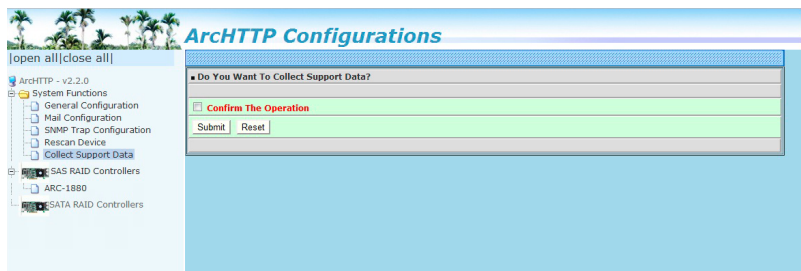 ArcHTTP Configurations
|open all|close all|
ArcHTTP - v2.2.0
System Functions
General Configuration
Mail Configuration
SNMP Trap Configuration
Rescan Device
Collect Support Data
SAS RAID Controllers
ARC-1880
SATA RAID Controllers
Do You Want To Collect Support Data?
Confirm The Operation
Submit Reset